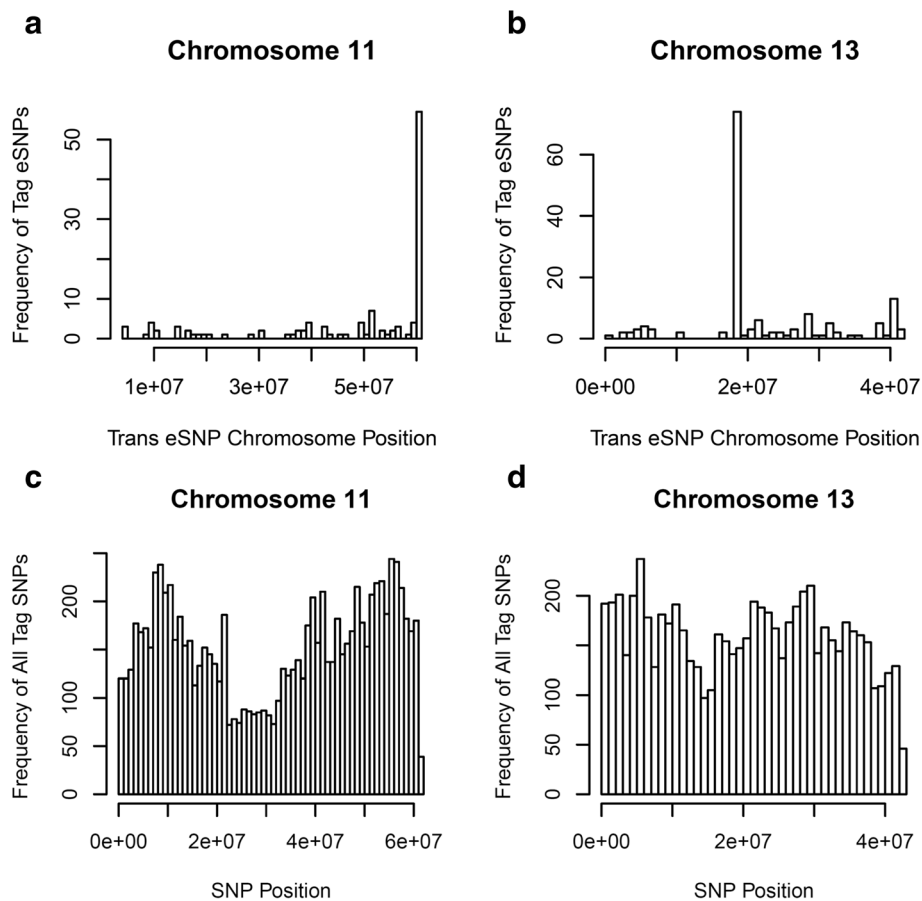 a
Chromosome 11
Frequency of Tag eSNPs
0
10
30
50
1e+07 3e+07 5e+07
Trans eSNP Chromosome Position
b
Chromosome 13
Frequency of Tag eSNPs
0
20
40
60
0e+00 2e+07 4e+07
Trans eSNP Chromosome Position
c
Chromosome 11
Frequency of All Tag SNPs
0
50
100
200
0e+00 2e+07 4e+07 6e+07
SNP Position
d
Chromosome 13
Frequency of All Tag SNPs
0
50
100
200
0e+00 2e+07 4e+07
SNP Position